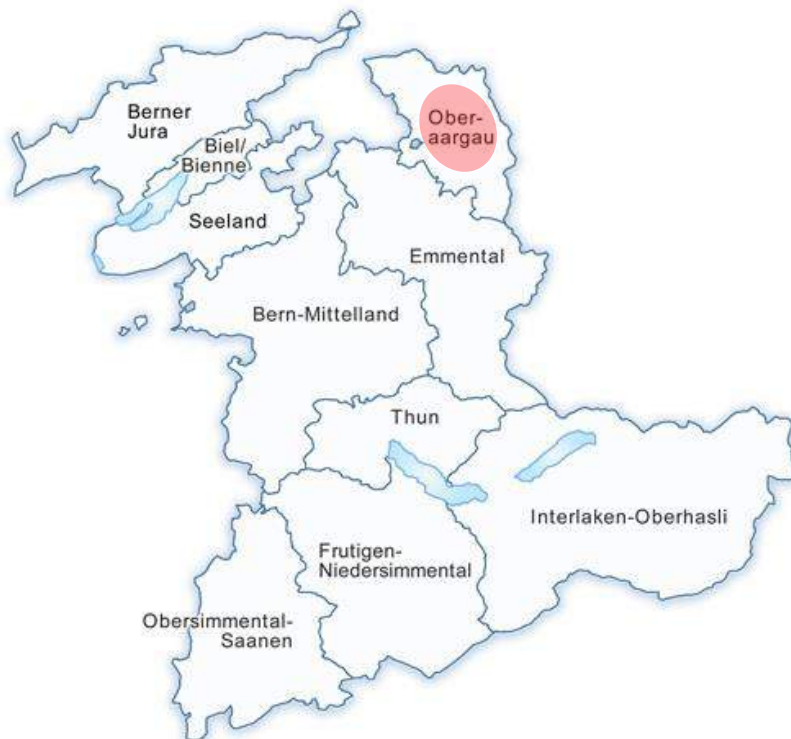 Berner
Jura
Ober-
aargau
Biel/
Bienne
Seeland
Emmental
Bern-Mittelland
Thun
Interlaken-Oberhasli
Frutigen-
Niedersimmental
Obersimmental-
Saanen